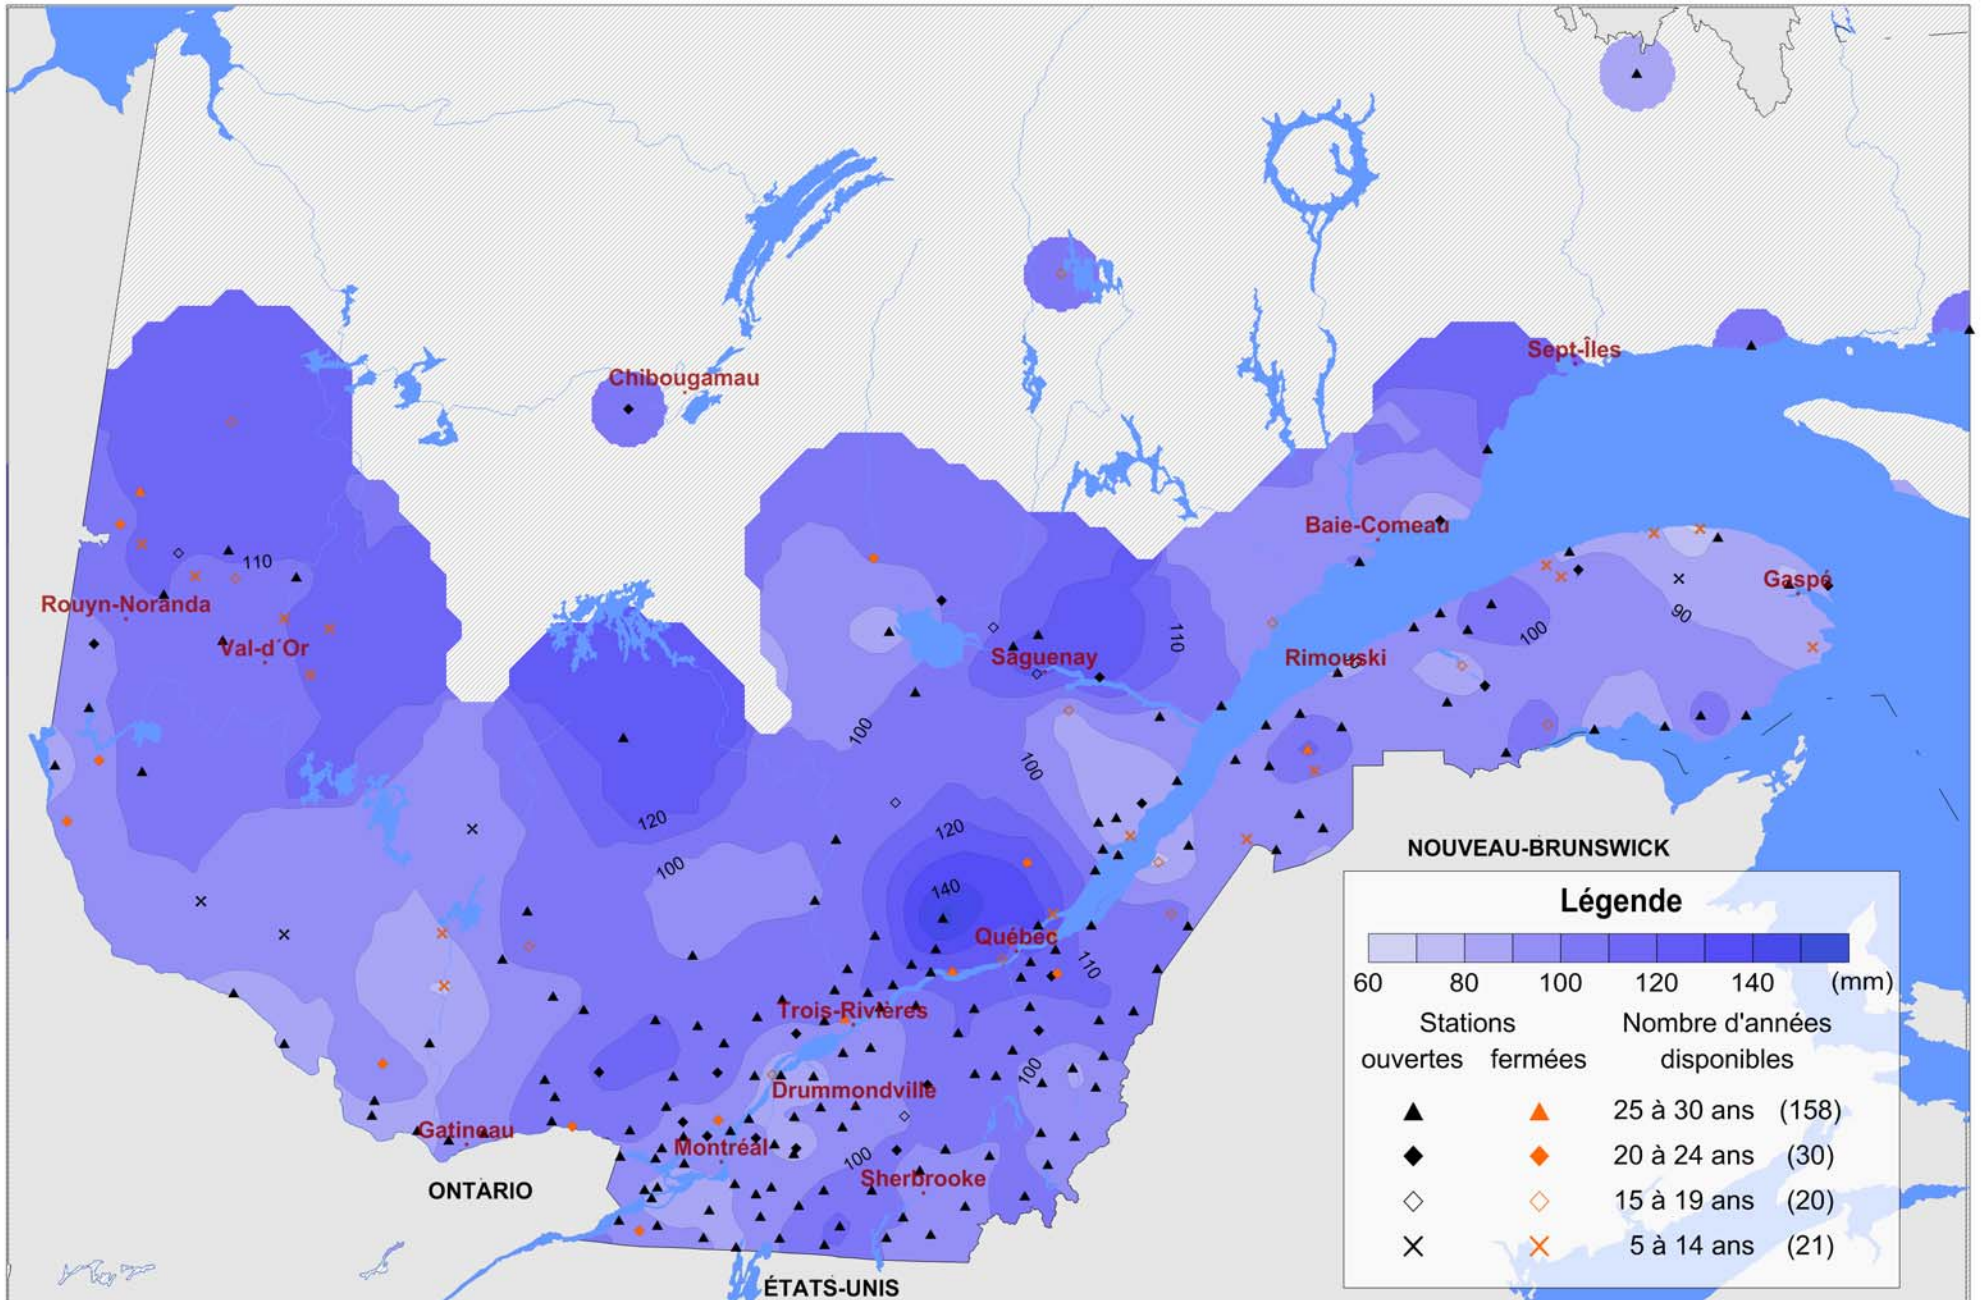 Sept-Îles
Chibougamau
Baie-Comeau
110
Gaspé
Rouyn-Noranda
90
100
110
Val-d'Or
Saguenay
Rimouski
100
100
120
120
100
NOUVEAU-BRUNSWICK
140
Québec
110
Trois-Rivières
100
Drummondville
Gatineau
Montréal
100
Sherbrooke
ONTARIO
ÉTATS-UNIS
Légende
60 80 100 120 140 (mm)
Stations Nombre d'années
ouvertes fermées disponibles
25 à 30 ans (158)
20 à 24 ans (30)
15 à 19 ans (20)
5 à 14 ans (21)